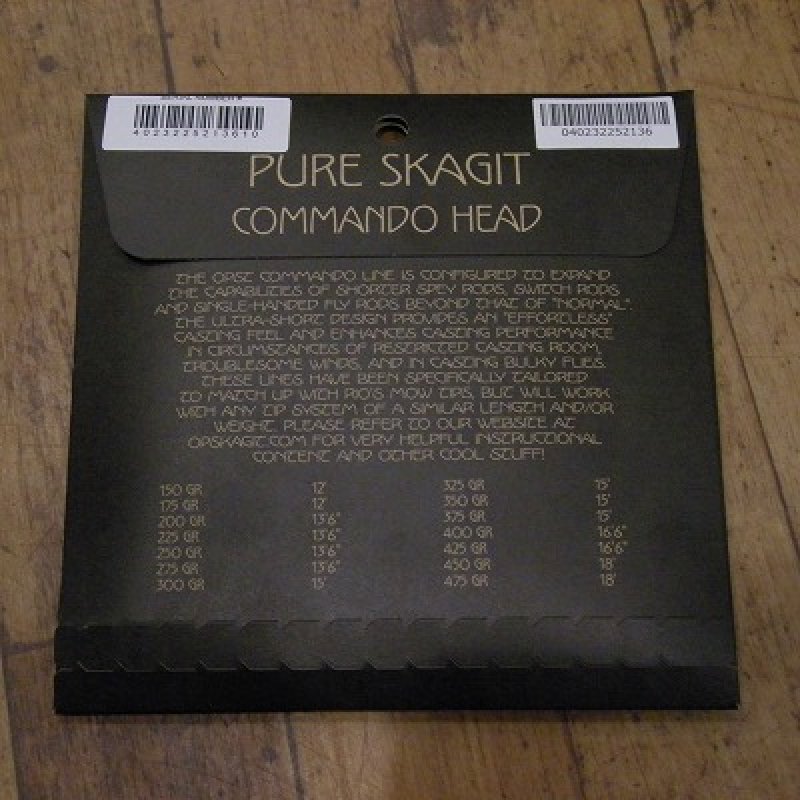 4023225213610
040232252136
PURE SKAGIT
COMMANDO HEAD
THE OPST COMMANDO LINE IS CONFIGURED TO EXPAND
THE CAPABILITIES OF SHORTER SPEY RODS, SWITCH RODS
AND SINGLE-HANDED FLY RODS BEYOND THAT OF "NORMAL".
THE ULTRA-SHORT DESIGN PROVIDES AN "EFFORTLESS"
CASTING FEEL AND ENHANCES CASTING PERFORMANCE
IN CIRCUMSTANCES OF RESTRICTED CASTING ROOM,
TROUBLESOME WINDS, AND IN CASTING BULKY FLIES.
THESE LINES HAVE BEEN SPECIFICALLY TAILORED
TO MATCH UP WITH RIO'S MOW TIPS, BUT WILL WORK
WITH ANY TIP SYSTEM OF A SIMILAR LENGTH AND/OR
WEIGHT. PLEASE REFER TO OUR WEBSITE AT
OPSKAGIT.COM FOR VERY HELPFUL INSTRUCTIONAL
CONTENT AND OTHER COOL STUFF!
150 GR 12' 325 GR 15'
175 GR 12' 350 GR 15'
200 GR 13'6" 375 GR 15'
225 GR 13'6" 400 GR 16'6"
250 GR 13'6" 425 GR 16'6"
275 GR 13'6" 450 GR 18'
300 GR 15' 475 GR 18'